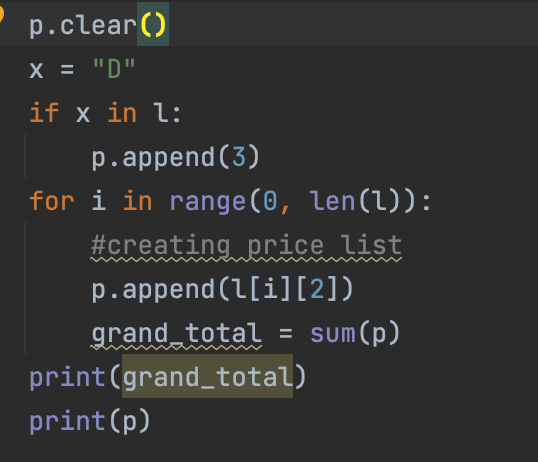 p.clear()
x = "D"
if x in l:
    p.append(3)
for i in range(0, len(l)):
    #creating price list
    p.append(l[i][2])
    grand_total = sum(p)
print(grand_total)
print(p)